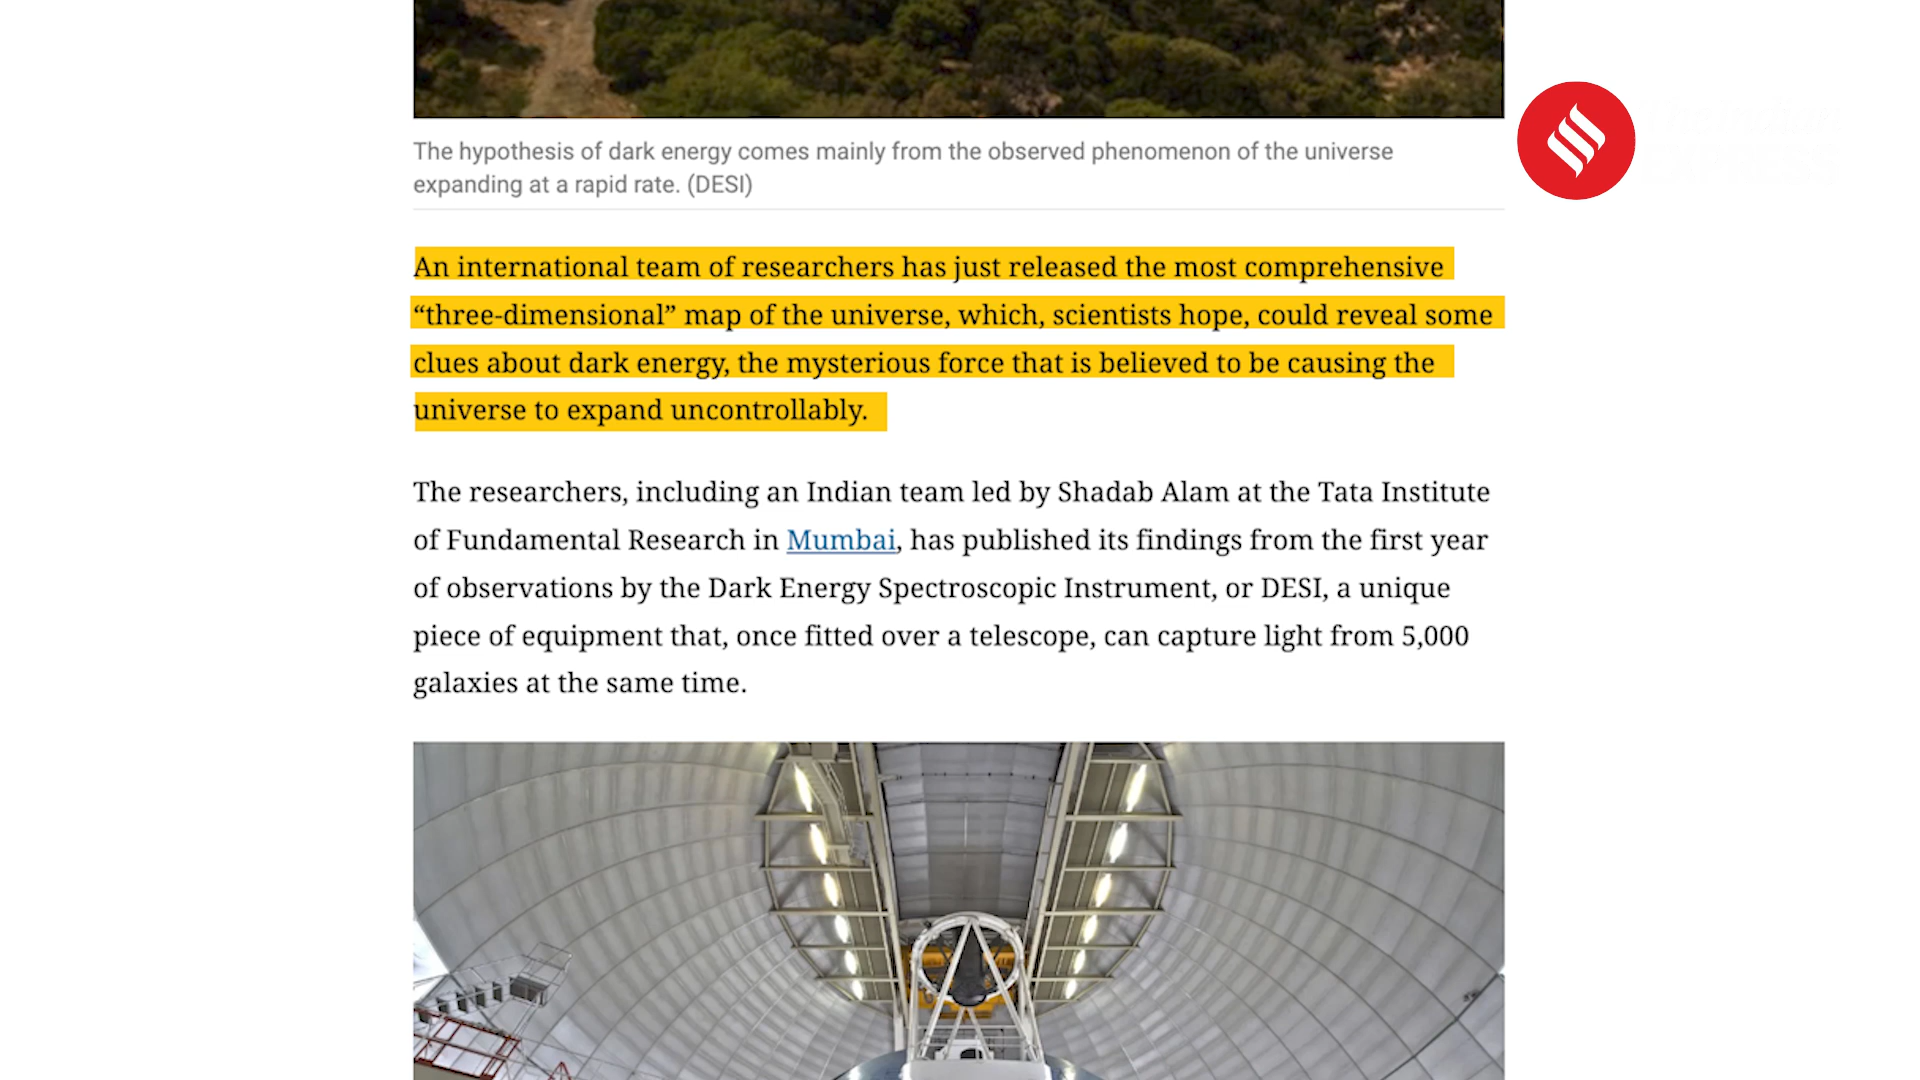 The hypothesis of dark energy comes mainly from the observed phenomenon of the universe
expanding at a rapid rate. (DESI)
An international team of researchers has just released the most comprehensive
“three-dimensional” map of the universe, which, scientists hope, could reveal some
clues about dark energy, the mysterious force that is believed to be causing the
universe to expand uncontrollably.
The researchers, including an Indian team led by Shadab Alam at the Tata Institute
of Fundamental Research in Mumbai, has published its findings from the first year
of observations by the Dark Energy Spectroscopic Instrument, or DESI, a unique
piece of equipment that, once fitted over a telescope, can capture light from 5,000
galaxies at the same time.